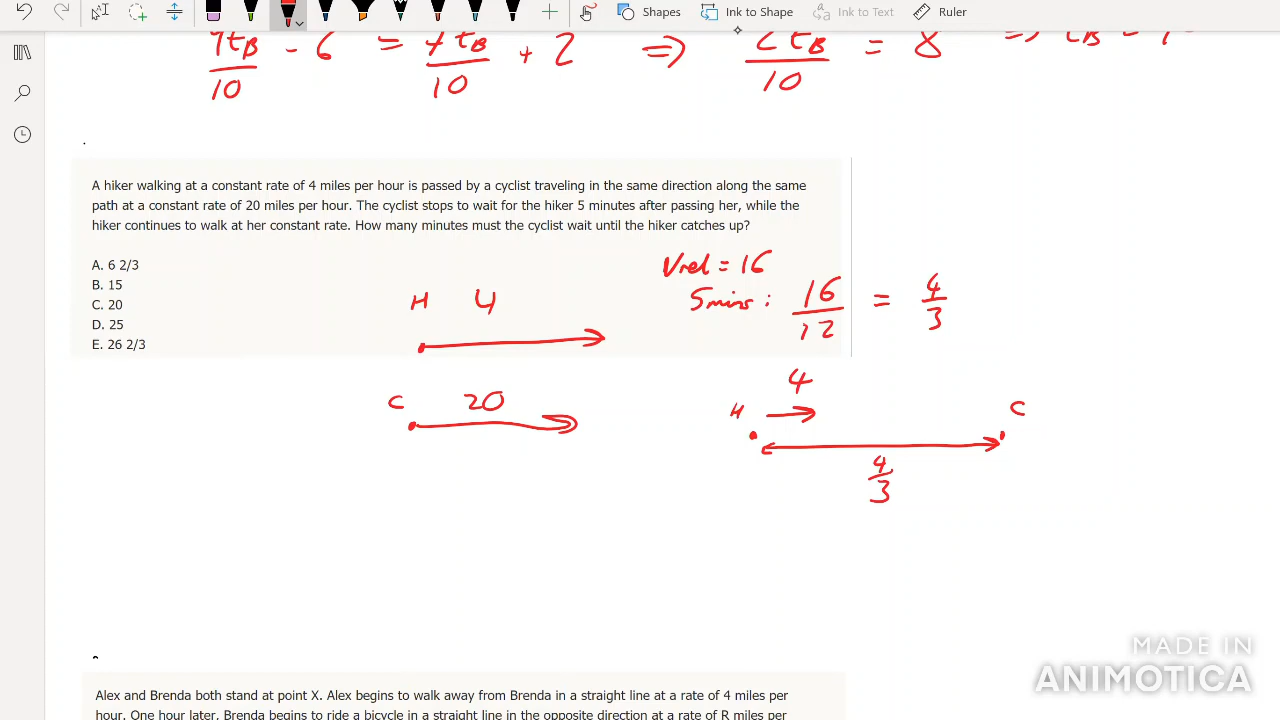 Shapes Ink to Shape Ink to Text Ruler
- 6 = + 2 ⇒ = 8
10 10 10
A hiker walking at a constant rate of 4 miles per hour is passed by a cyclist traveling in the same direction along the same
path at a constant rate of 20 miles per hour. The cyclist stops to wait for the hiker 5 minutes after passing her, while the
hiker continues to walk at her constant rate. How many minutes must the cyclist wait until the hiker catches up?
A. 6 2/3
B. 15
C. 20
D. 25
E. 26 2/3
Vrel = 16
H 4
5mins : 16/12 = 4/3
C 20
4
H C
4/3
MADE IN
ANIMOTICA
Alex and Brenda both stand at point X. Alex begins to walk away from Brenda in a straight line at a rate of 4 miles per
hour. One hour later, Brenda begins to ride a bicycle in a straight line in the opposite direction at a rate of R miles per